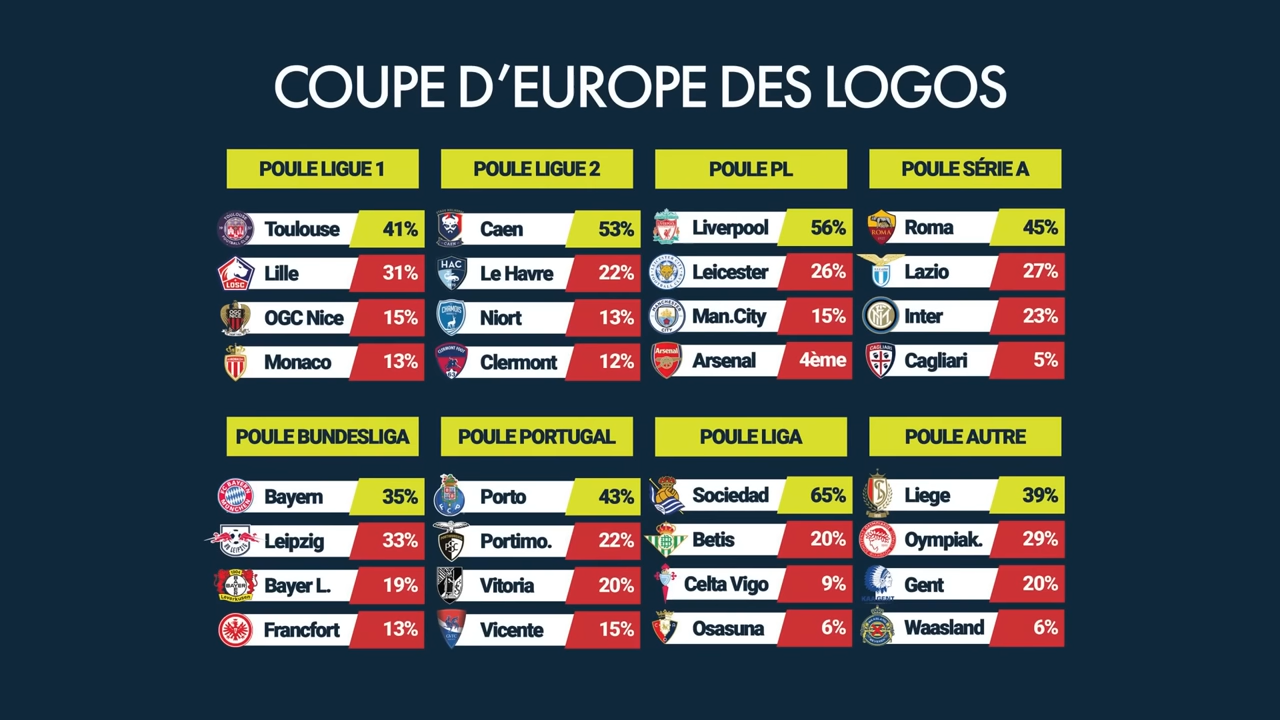 COUPE D'EUROPE DES LOGOS
POULE LIGUE 1
Toulouse 41%
Lille 31%
OGC Nice 15%
Monaco 13%
POULE LIGUE 2
Caen 53%
Le Havre 22%
Niort 13%
Clermont 12%
POULE PL
Liverpool 56%
Leicester 26%
Man.City 15%
Arsenal 4ème
POULE SÉRIE A
Roma 45%
Lazio 27%
Inter 23%
Cagliari 5%
POULE BUNDESLIGA
Bayern 35%
Leipzig 33%
Bayer L. 19%
Francfort 13%
POULE PORTUGAL
Porto 43%
Portimo. 22%
Vitoria 20%
Vicente 15%
POULE LIGA
Sociedad 65%
Betis 20%
Celta Vigo 9%
Osasuna 6%
POULE AUTRE
Liege 39%
Oympiak. 29%
Gent 20%
Waasland 6%